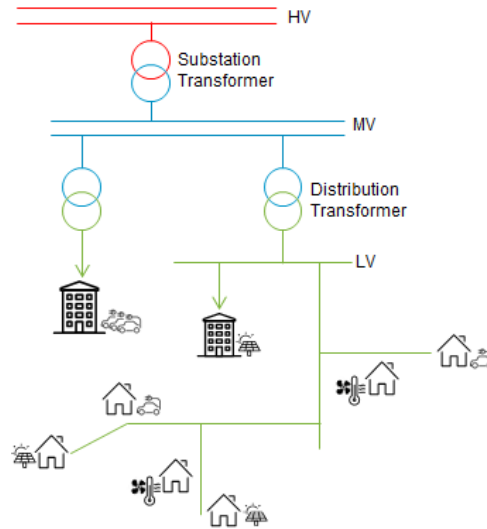 HV
Substation
Transformer
MV
Distribution
Transformer
LV